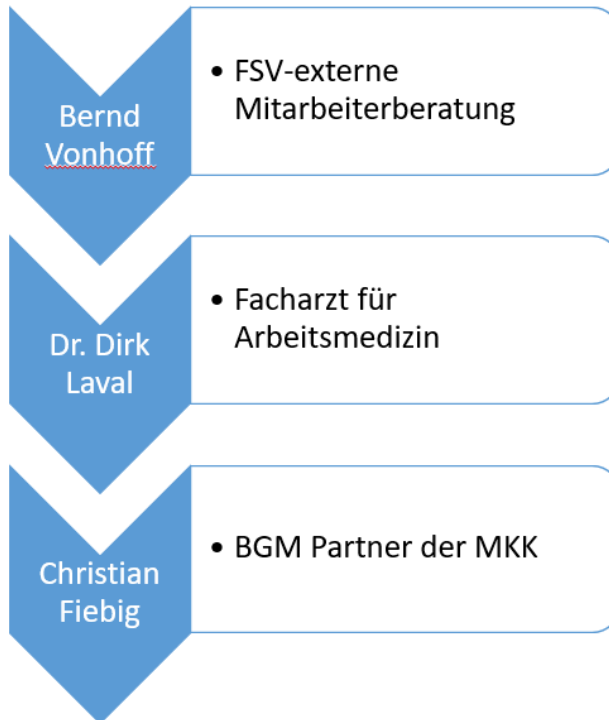 Bernd
Vonhoff
• FSV-externe
Mitarbeiterberatung
Dr. Dirk
Laval
• Facharzt für
Arbeitsmedizin
Christian
Fiebig
• BGM Partner der MKK